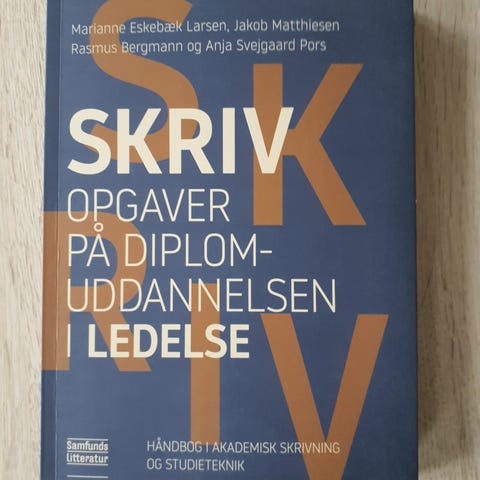 Marianne Eskebæk Larsen, Jakob Matthiesen
Rasmus Bergmann og Anja Svejgaard Pors
SKRIV
SKRIV
OPGAVER
PÅ DIPLOM-
UDDANNELSEN
I LEDELSE
Samfunds
litteratur
HÅNDBOG I AKADEMISK SKRIVNING
OG STUDIETEKNIK